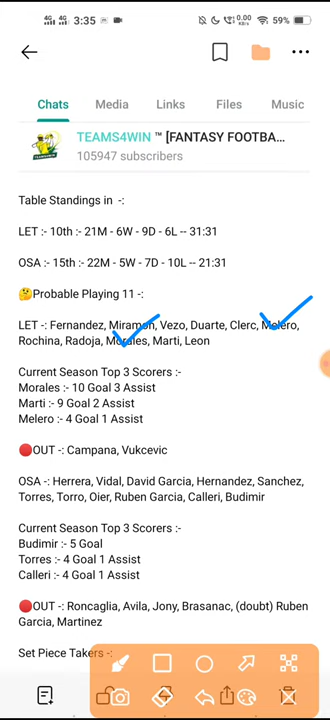 4G 4G 3:35 0.00 KB/s 59%
Chats Media Links Files Music
TEAMS4WIN ™ [FANTASY FOOTBA...
105947 subscribers
Table Standings in -:
LET :- 10th :- 21M - 6W - 9D - 6L -- 31:31
OSA :- 15th :- 22M - 5W - 7D - 10L -- 21:31
🤔Probable Playing 11 -:
LET -: Fernandez, Miramon, Vezo, Duarte, Clerc, Melero,
Rochina, Radoja, Morales, Marti, Leon
Current Season Top 3 Scorers :-
Morales :- 10 Goal 3 Assist
Marti :- 9 Goal 2 Assist
Melero :- 4 Goal 1 Assist
🔴OUT -: Campana, Vukcevic
OSA -: Herrera, Vidal, David Garcia, Hernandez, Sanchez,
Torres, Torro, Oier, Ruben Garcia, Calleri, Budimir
Current Season Top 3 Scorers :-
Budimir :- 5 Goal
Torres :- 4 Goal 1 Assist
Calleri :- 4 Goal 1 Assist
🔴OUT -: Roncaglia, Avila, Jony, Brasanac, (doubt) Ruben
Garcia, Martinez
Set Piece Takers -: